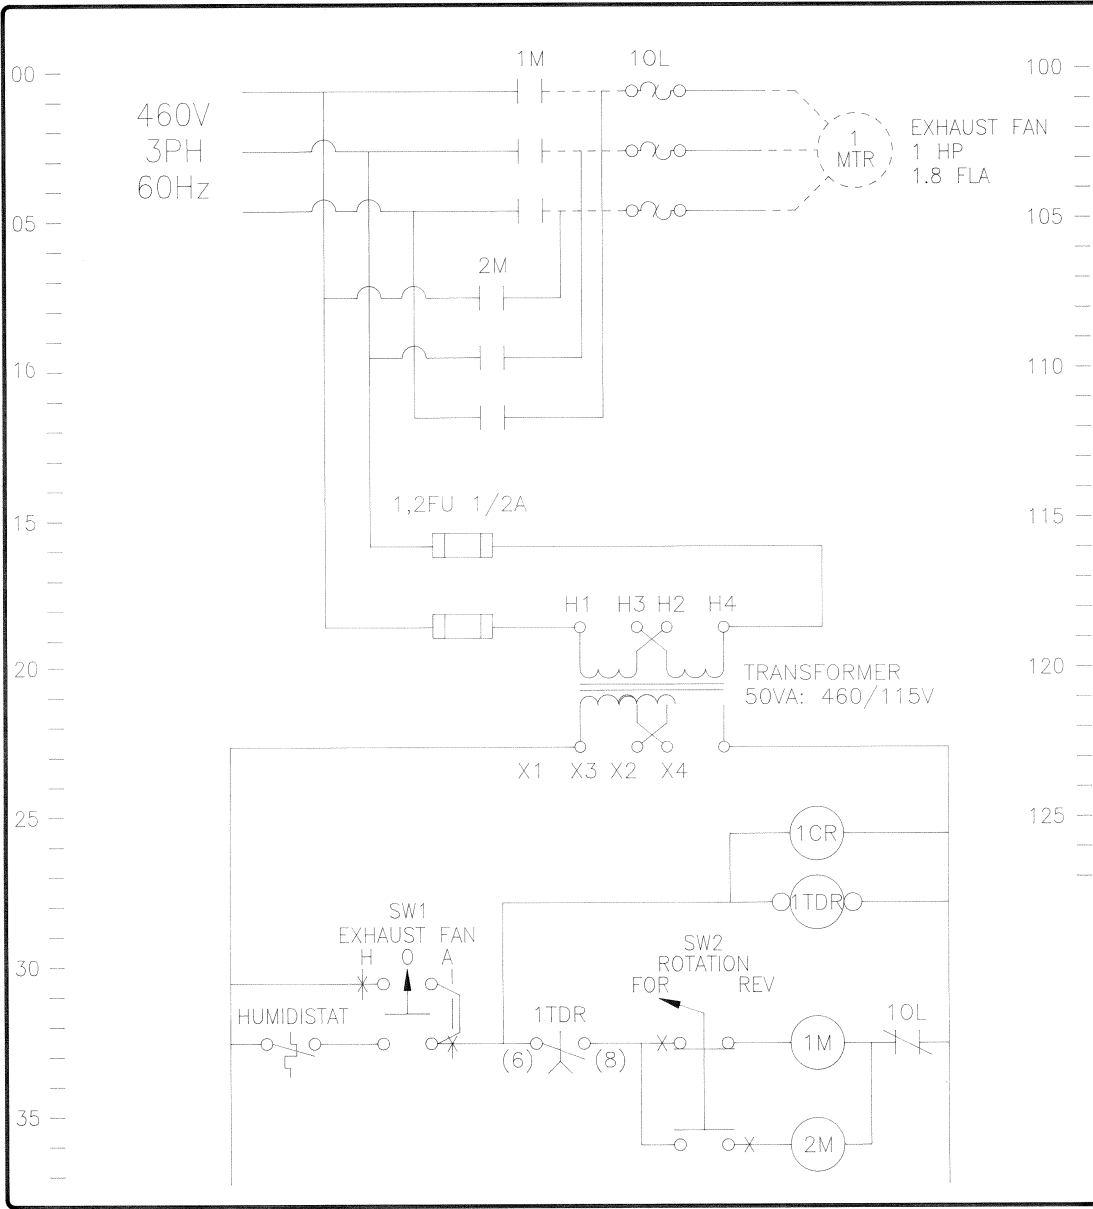 00
1M
1OL
100
460V
3PH
60Hz
1
MTR
EXHAUST FAN
1 HP
1.8 FLA
05
105
2M
10
110
1,2FU 1/2A
15
115
H1 H3 H2 H4
20
TRANSFORMER
50VA: 460/115V
120
X1 X3 X2 X4
25
1CR
125
1TDR
SW1
EXHAUST FAN
H O A
SW2
ROTATION
FOR REV
30
HUMIDISTAT
1TDR
(6) (8)
1M
1OL
35
2M